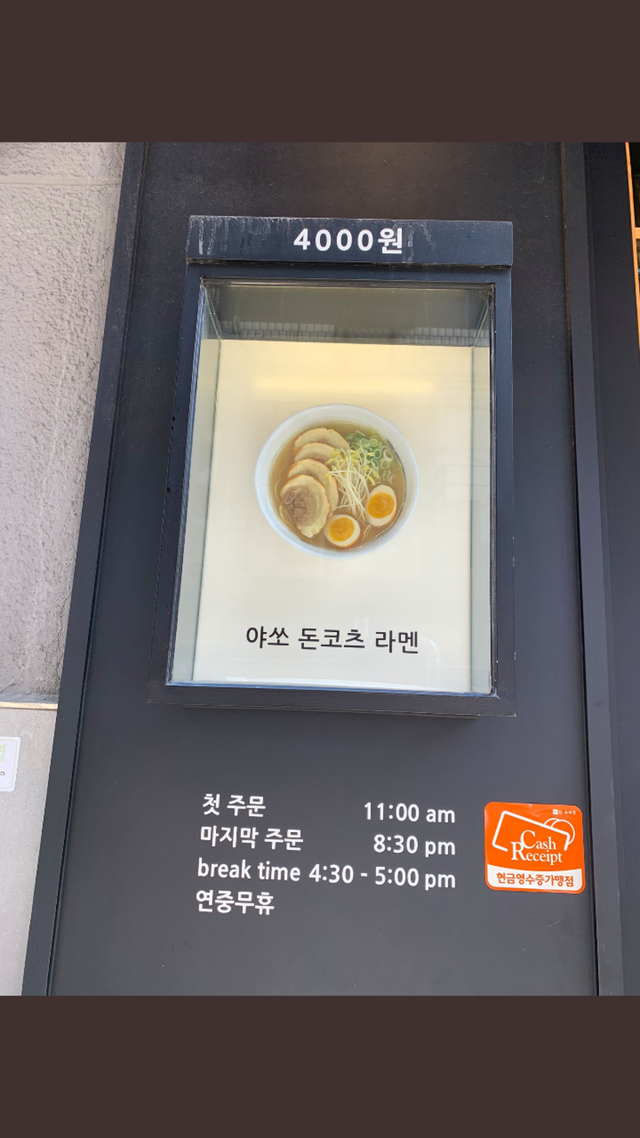 4000원
야쏘 돈코츠 라멘
첫 주문 11:00 am
마지막 주문 8:30 pm
break time 4:30 - 5:00 pm
연중무휴
Cash
Receipt
현금영수증가맹점